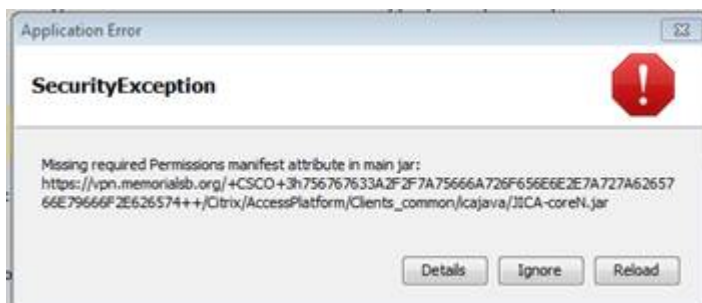 Application Error
SecurityException
Missing required Permissions manifest attribute in main jar:
https://vpn.memorialsb.org/+CSCO+3h756767633A2F2F7A75666A726F656E6E2E7A727A62657
66E79666F2E626574++/Citrix/AccessPlatform/Clients_common/icajava/JICA-coreN.jar
Details
Ignore
Reload